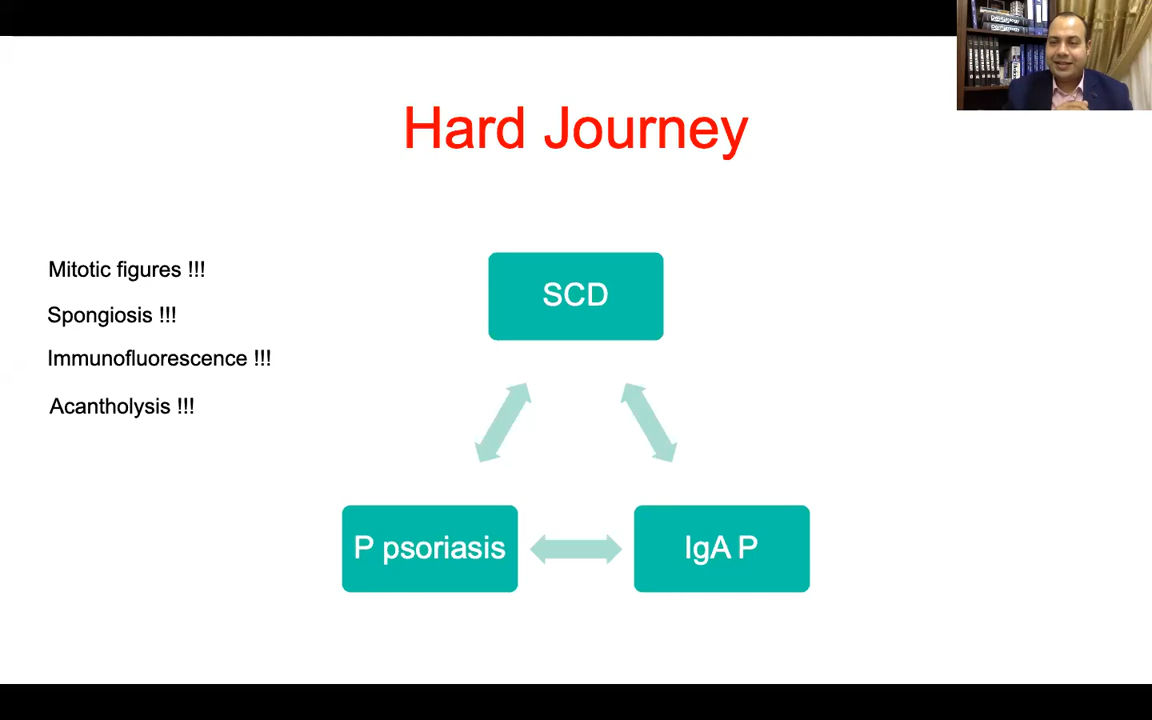 Hard Journey
Mitotic figures !!!
Spongiosis !!!
Immunofluorescence !!!
Acantholysis !!!
SCD
P psoriasis
IgA P